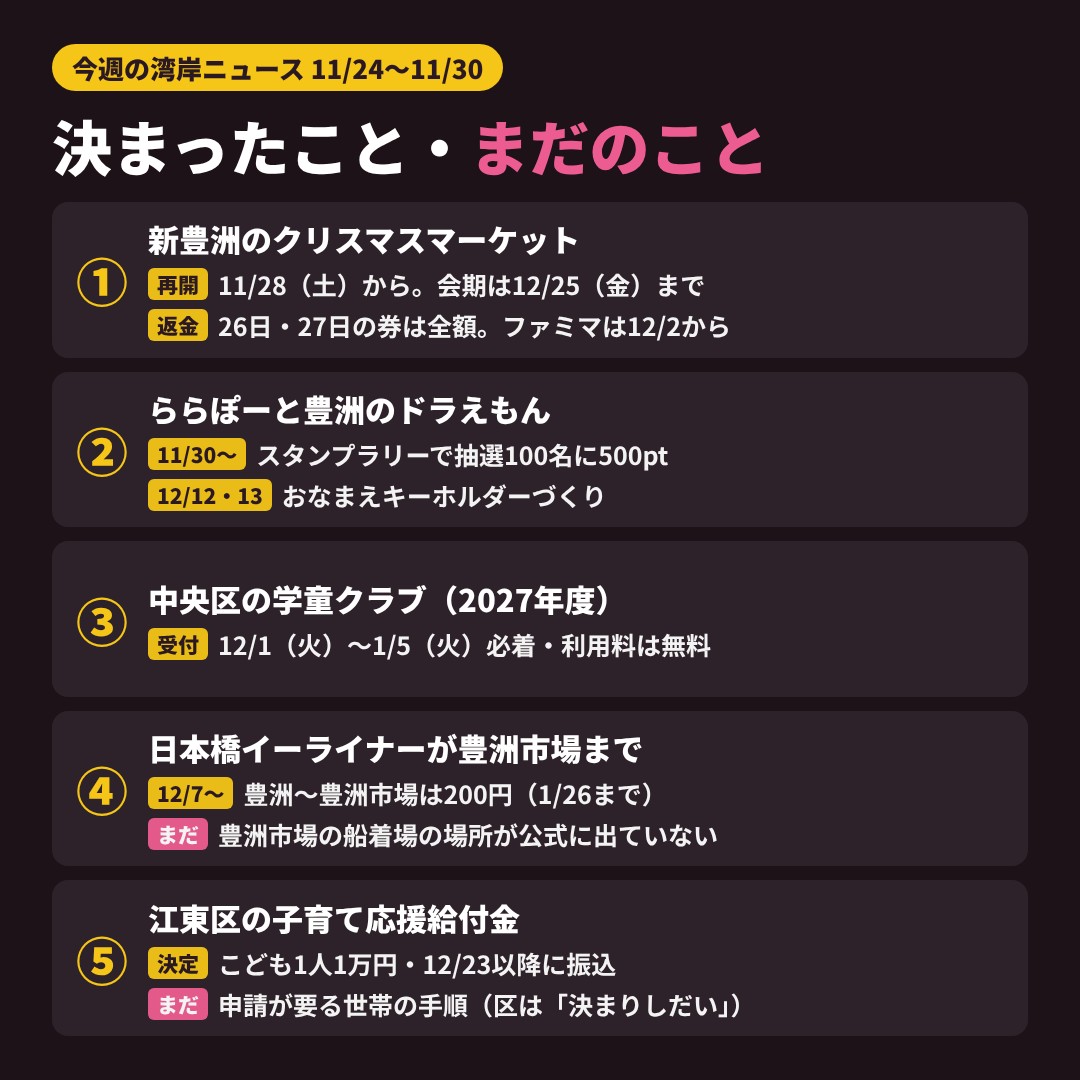 今週の湾岸ニュース 11/24〜11/30
決まったこと・まだのこと
① 新豊洲のクリスマスマーケット
再開 11/28（土）から。会期は12/25（金）まで
返金 26日・27日の券は全額。ファミマは12/2から
② ららぽーと豊洲のドラえもん
11/30〜 スタンプラリーで抽選100名に500pt
12/12・13 おなまえキーホルダーづくり
③ 中央区の学童クラブ（2027年度）
受付 12/1（火）〜1/5（火）必着・利用料は無料
④ 日本橋イーライナーが豊洲市場まで
12/7〜 豊洲〜豊洲市場は200円（1/26まで）
まだ 豊洲市場の船着場の場所が公式に出ていない
⑤ 江東区の子育て応援給付金
決定 こども1人1万円・12/23以降に振込
まだ 申請が要る世帯の手順（区は「決まりしだい」）